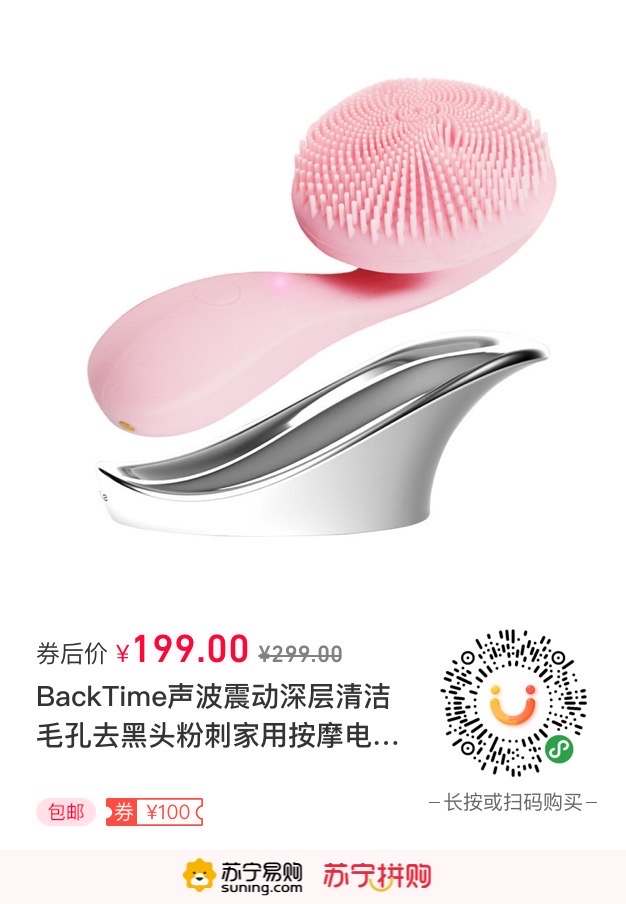 券后价 ¥199.00 ¥299.00
BackTime声波震动深层清洁
毛孔去黑头粉刺家用按摩电...
包邮 券 ¥100
长按或扫码购买
苏宁易购 suning.com 苏宁拼购